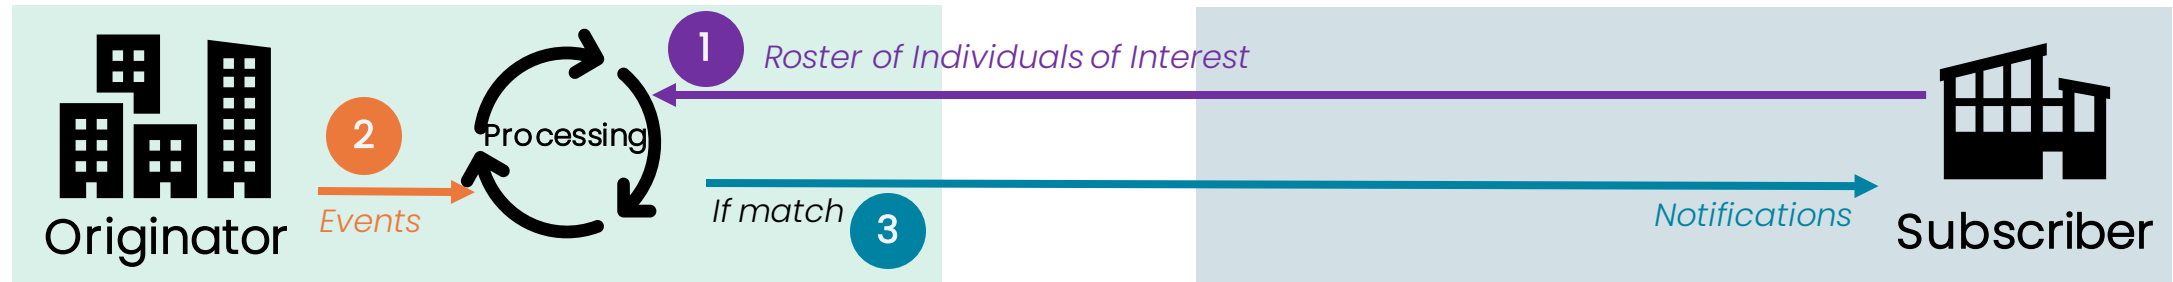 1
Roster of Individuals of Interest
2
Processing
Events
If match
3
Notifications
Originator
Subscriber